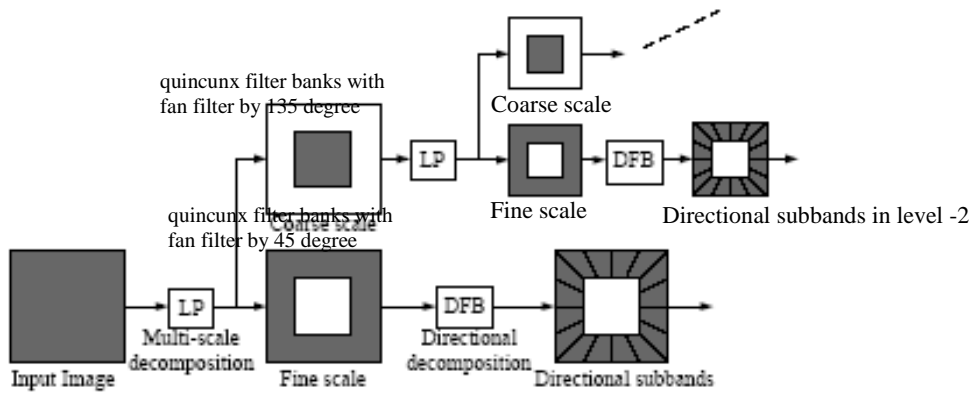 quincunx filter banks with
fan filter by 135 degree
Coarse scale
LP
DFB
Fine scale
Directional subbands in level -2
quincunx filter banks with
Coarse scale
fan filter by 45 degree
LP
DFB
Multi-scale
decomposition
Directional
decomposition
Input Image
Fine scale
Directional subbands